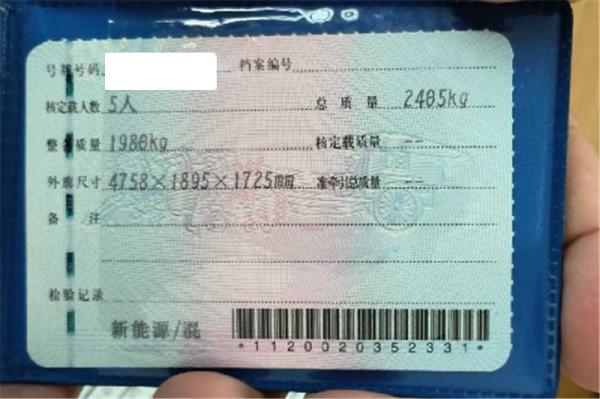 号牌号码 档案编号
核定载人数 5人 总质量 2405kg
整备质量 1980kg 核定载质量 --
外廓尺寸 4758×1895×1725mm 准牵引总质量 --
备注
检验记录
新能源/混
*1120020352331*